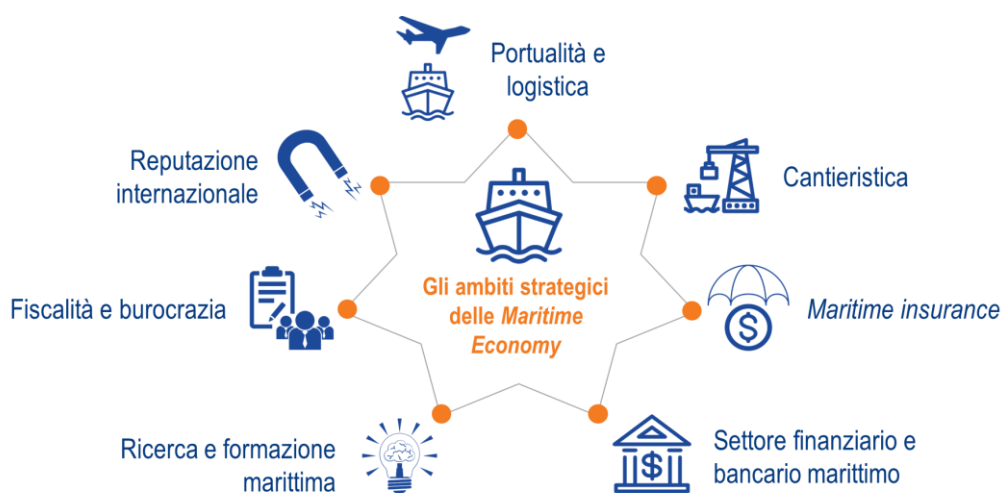 Portualità e
logistica
Reputazione
internazionale
Cantieristica
Gli ambiti strategici
delle Maritime
Economy
Fiscalità e burocrazia
Maritime insurance
$
Ricerca e formazione
marittima
$
Settore finanziario e
bancario marittimo